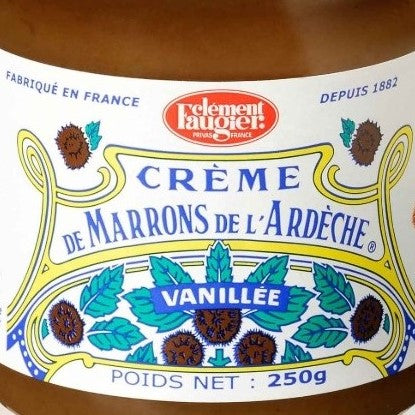 FABRIQUÉ EN FRANCE
clément
Faugier
PRIVAS FRANCE
DEPUIS 1882
CRÈME
DE MARRONS DE L'ARDÈCHE®
VANILLÉE
POIDS NET : 250g